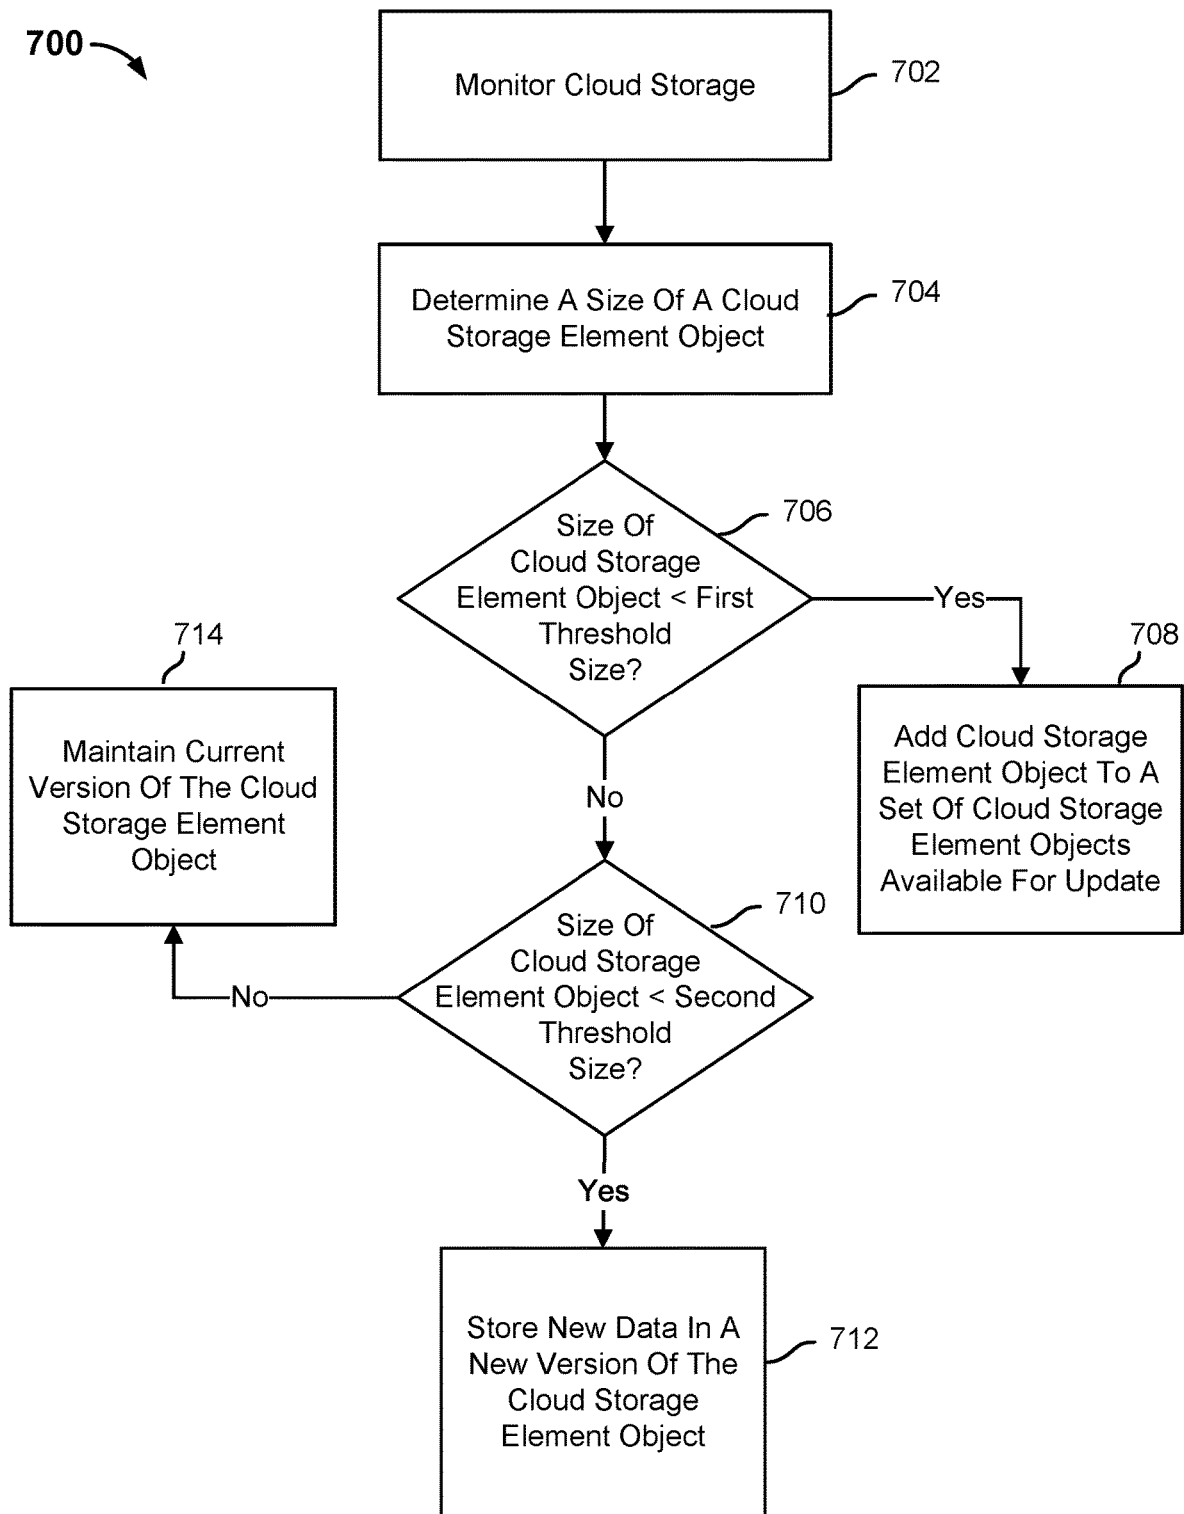 700
Monitor Cloud Storage
702
Determine A Size Of A Cloud
Storage Element Object
704
Size Of
Cloud Storage
Element Object < First
Threshold
Size?
706
Yes
708
Add Cloud Storage
Element Object To A
Set Of Cloud Storage
Element Objects
Available For Update
714
Maintain Current
Version Of The Cloud
Storage Element
Object
No
Size Of
Cloud Storage
Element Object < Second
Threshold
Size?
710
No
Yes
Store New Data In A
New Version Of The
Cloud Storage
Element Object
712